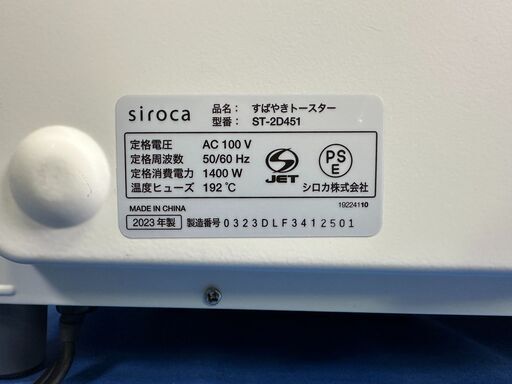 siroca
品名： すばやきトースター
型番： ST-2D451
定格電圧 AC 100 V
定格周波数 50/60 Hz
定格消費電力 1400 W
温度ヒューズ 192 ℃
S JET
PS E
シロカ株式会社
19224110
MADE IN CHINA
2023年製 製造番号 0323DLF3412501